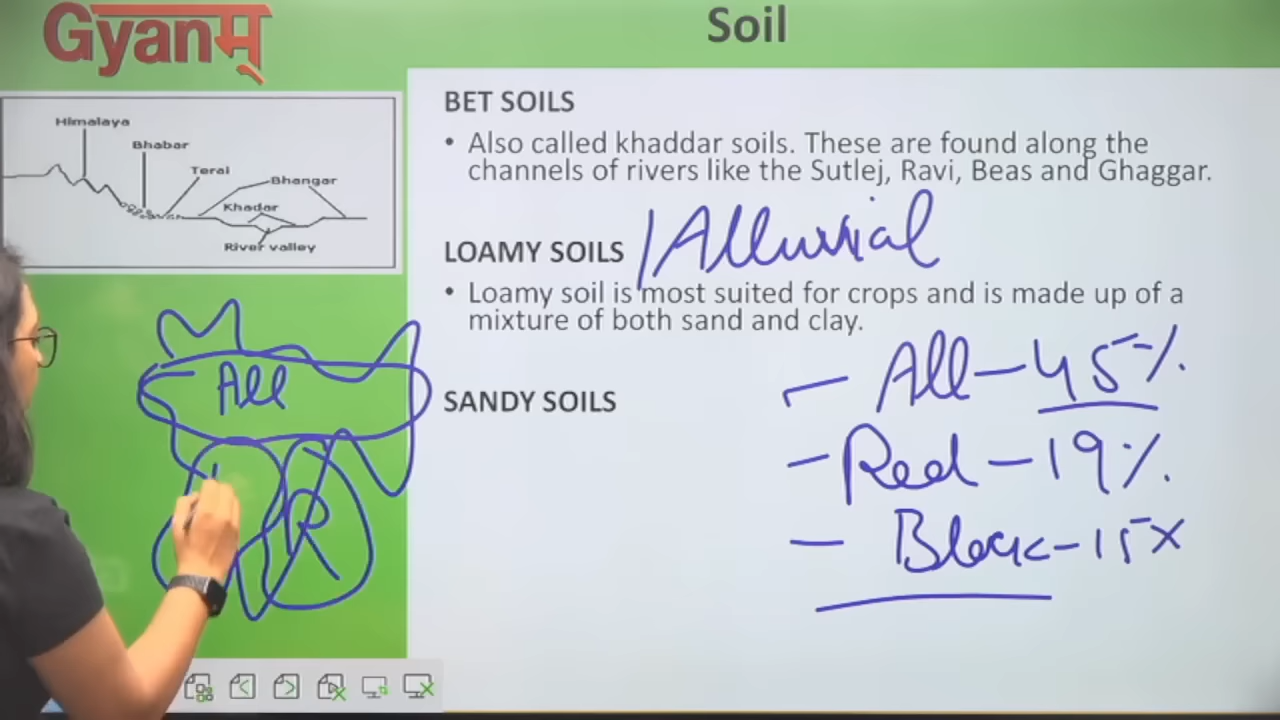 Gyanम्
Soil
Himalaya
Bhabar
Terai
Bhangar
Khadar
River valley
BET SOILS
• Also called khaddar soils. These are found along the
channels of rivers like the Sutlej, Ravi, Beas and Ghaggar.
LOAMY SOILS /Alluvial
• Loamy soil is most suited for crops and is made up of a
mixture of both sand and clay.
- All - 45%
SANDY SOILS
- Red - 19%
- Black - 15%
All
R